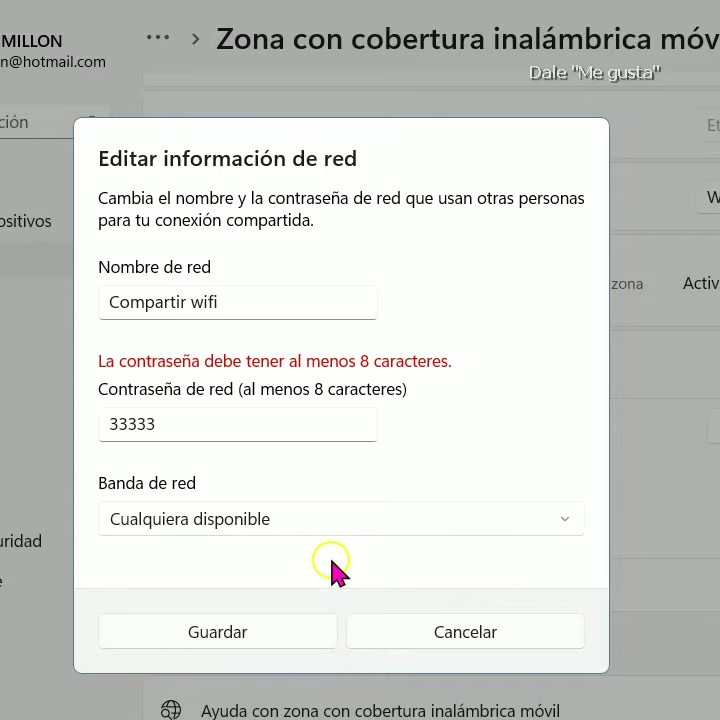 MILLON
n@hotmail.com
··· > Zona con cobertura inalámbrica móv
Dale "Me gusta"
ción
Et
Editar información de red
Cambia el nombre y la contraseña de red que usan otras personas
para tu conexión compartida.
W
ositivos
Nombre de red
zona
Activ
Compartir wifi
La contraseña debe tener al menos 8 caracteres.
Contraseña de red (al menos 8 caracteres)
33333
Banda de red
Cualquiera disponible
uridad
e
Guardar
Cancelar
Ayuda con zona con cobertura inalámbrica móvil